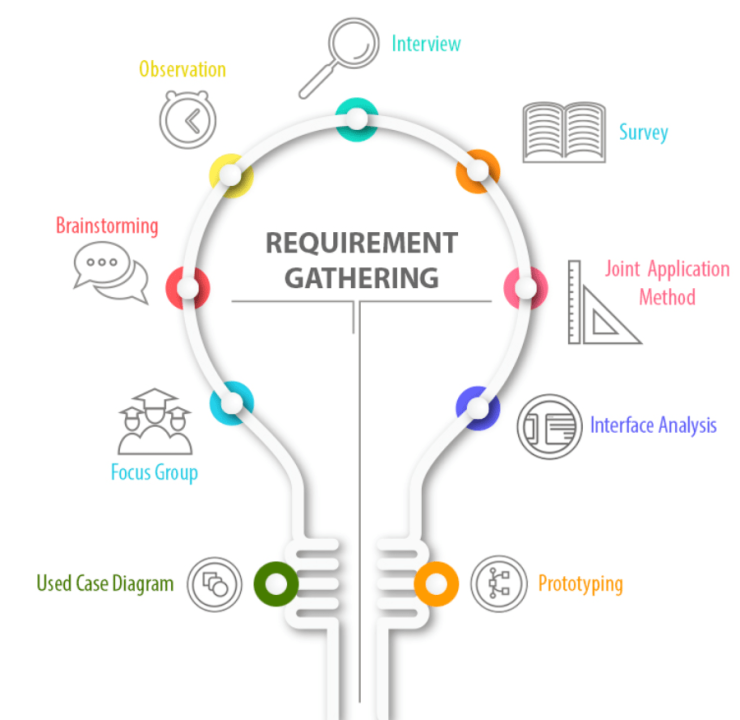 Interview
Observation
Survey
Brainstorming
REQUIREMENT
GATHERING
Joint Application
Method
Interface Analysis
Focus Group
Used Case Diagram
Prototyping